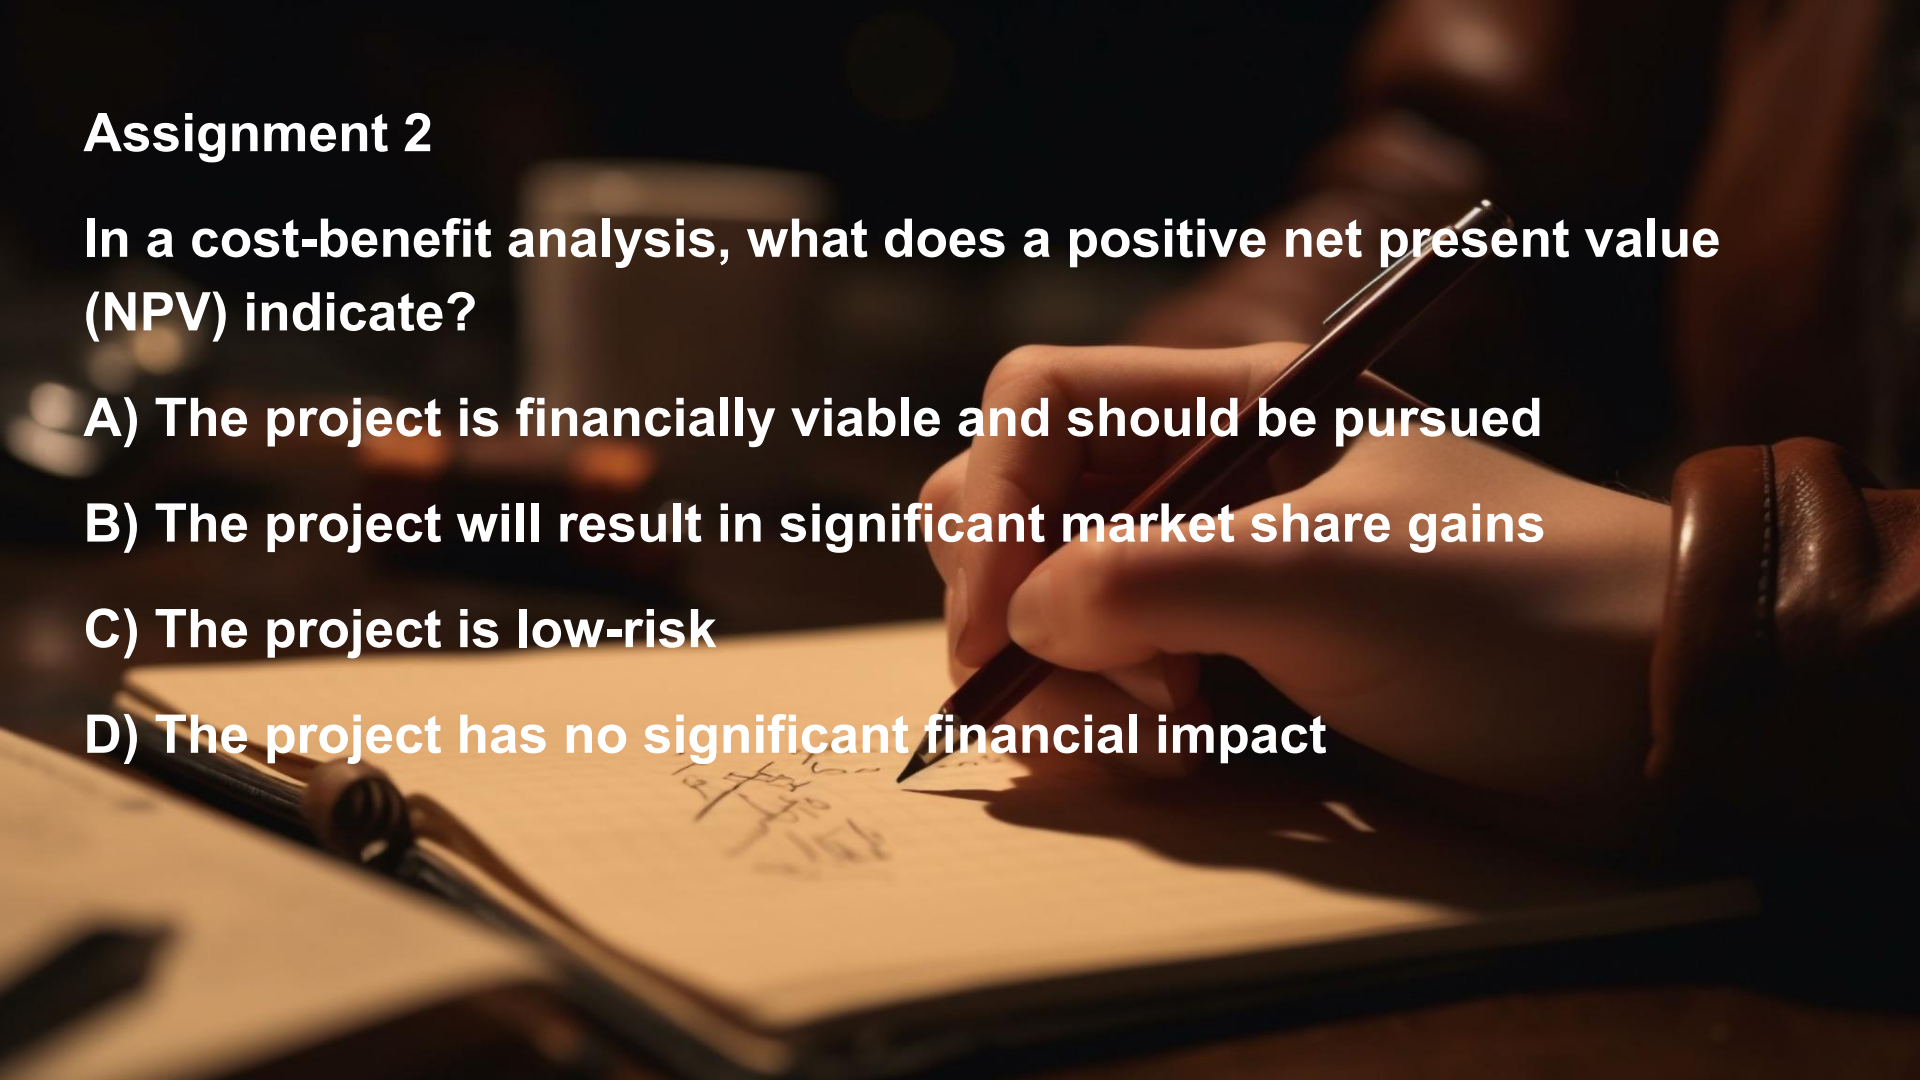 Assignment 2
In a cost-benefit analysis, what does a positive net present value
(NPV) indicate?
A) The project is financially viable and should be pursued
B) The project will result in significant market share gains
C) The project is low-risk
D) The project has no significant financial impact